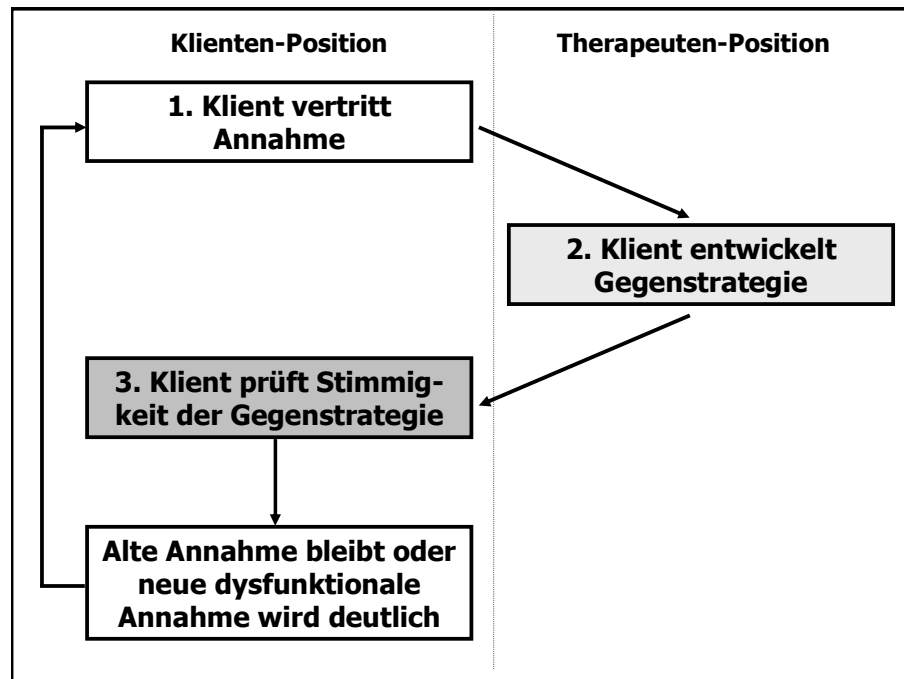 Klienten-Position
Therapeuten-Position
1. Klient vertritt
Annahme
2. Klient entwickelt
Gegenstrategie
3. Klient prüft Stimmig-
keit der Gegenstrategie
Alte Annahme bleibt oder
neue dysfunktionale
Annahme wird deutlich